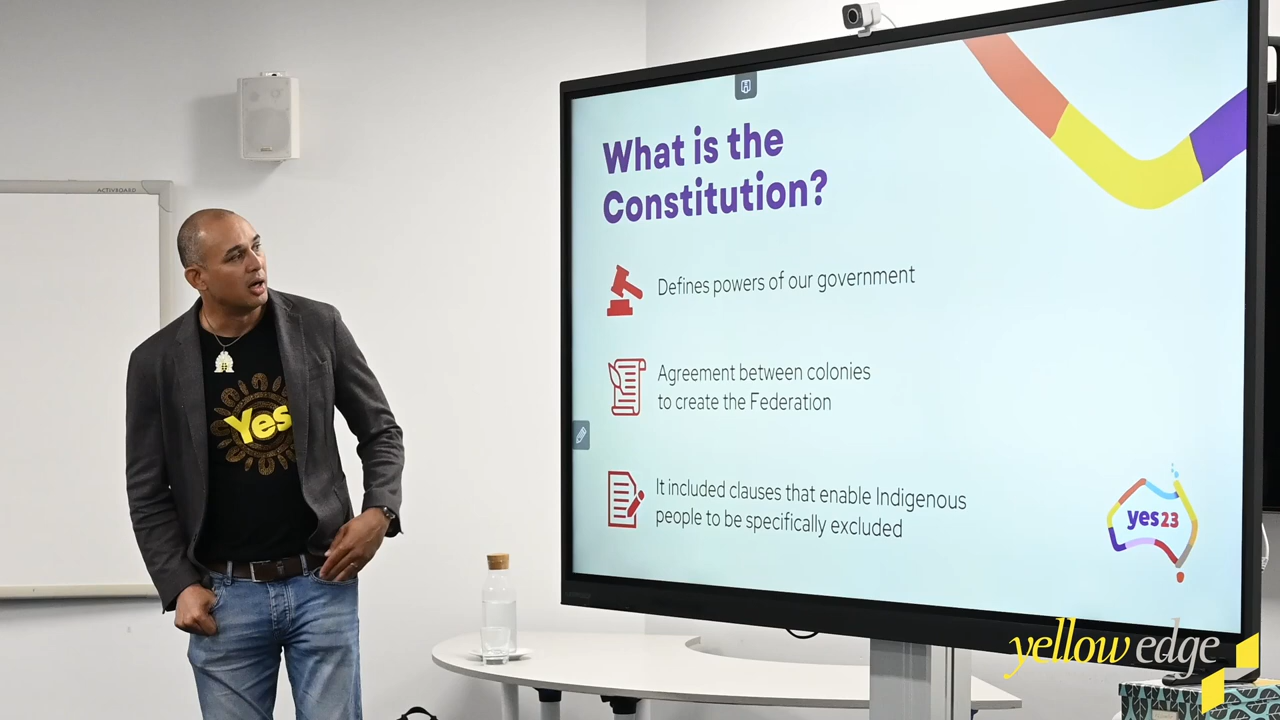 ACTIVBOARD
Yes
What is the
Constitution?
Defines powers of our government
Agreement between colonies
to create the Federation
It included clauses that enable Indigenous
people to be specifically excluded
yes23
yellow edge